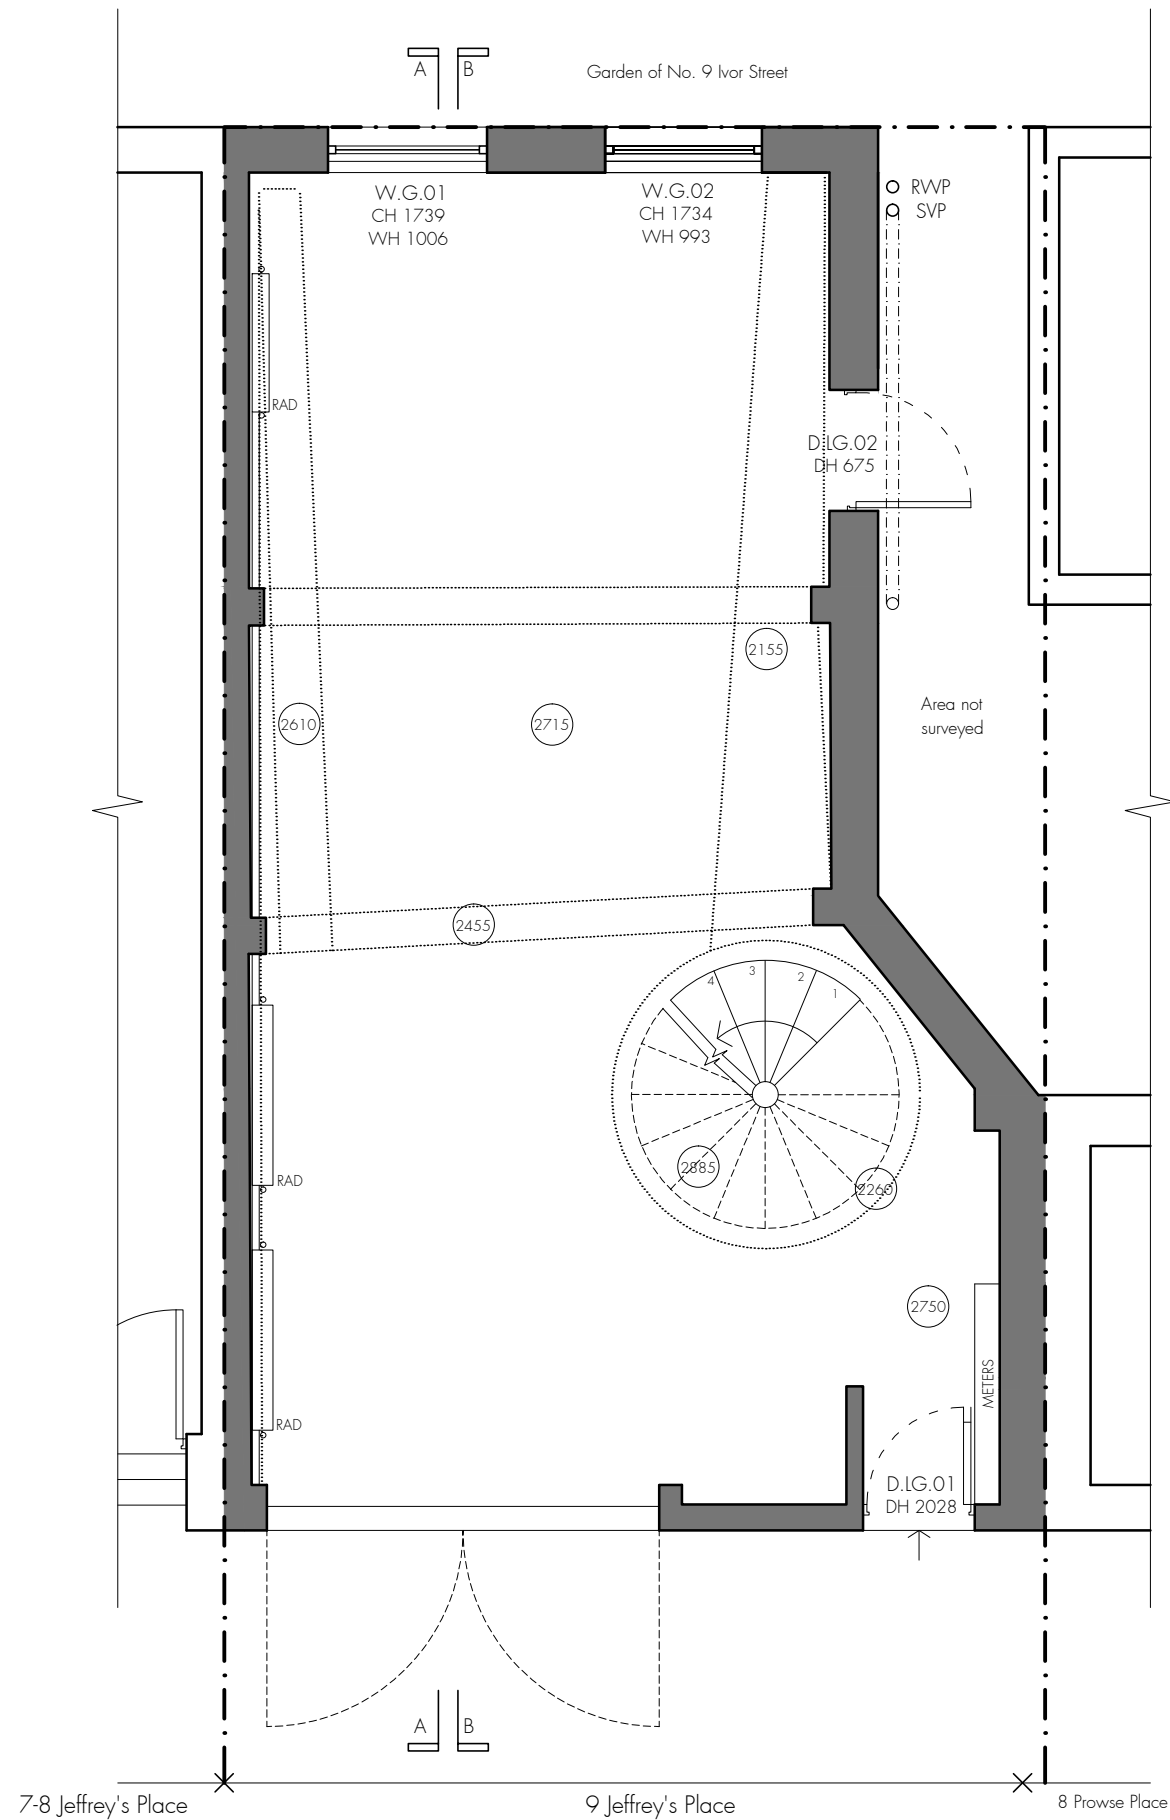 A B
Garden of No. 9 Ivor Street
W.G.01
CH 1739
WH 1006
W.G.02
CH 1734
WH 993
RWP
SVP
RAD
D.LG.02
DH 675
2155
Area not
surveyed
2610
2715
2455
4 3 2 1
2885
2260
RAD
2750
METERS
RAD
D.LG.01
DH 2028
A B
7-8 Jeffrey's Place
9 Jeffrey's Place
8 Prowse Place